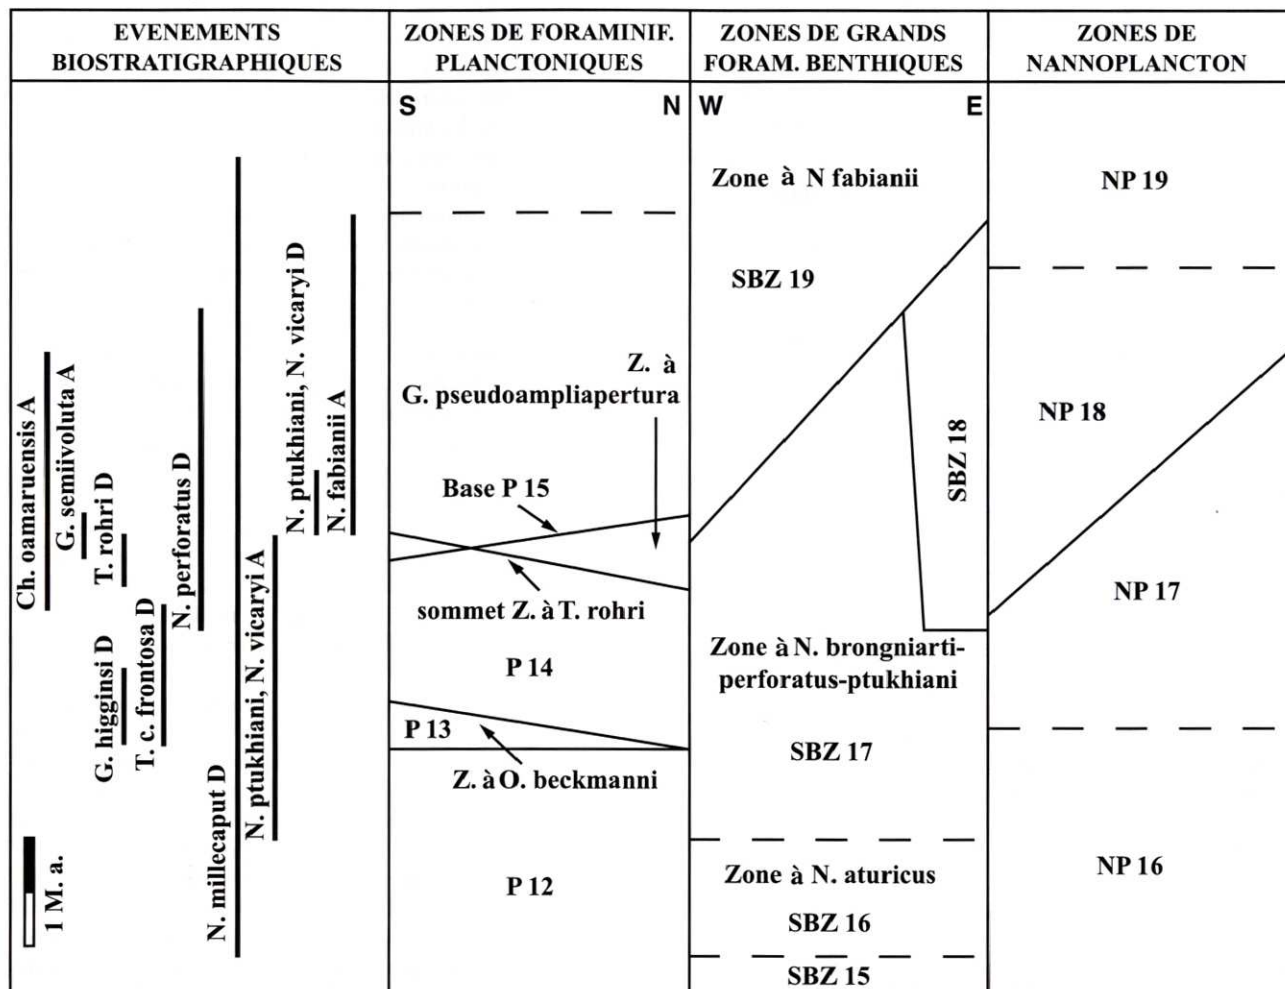 EVENEMENTS
BIOSTRATIGRAPHIQUES
ZONES DE FORAMINIF.
PLANCTONIQUES
ZONES DE GRANDS
FORAM. BENTHIQUES
ZONES DE
NANNOPLANCTON
Ch. oamaruensis A
G. semiivoluta A
T. rohri D
G. higginsi D
T. c. frontosa D
N. perforatus D
N. millecaput D
N. ptukhiani, N. vicaryi A
N. ptukhiani, N. vicaryi D
N. fabianii A
1 M. a.
S
N
Z. à
G. pseudoampliapertura
Base P 15
sommet Z. à T. rohri
P 14
P 13
Z. à O. beckmanni
P 12
W
E
Zone à N fabianii
SBZ 19
SBZ 18
Zone à N. brongniarti-
perforatus-ptukhiani
SBZ 17
Zone à N. aturicus
SBZ 16
SBZ 15
NP 19
NP 18
NP 17
NP 16